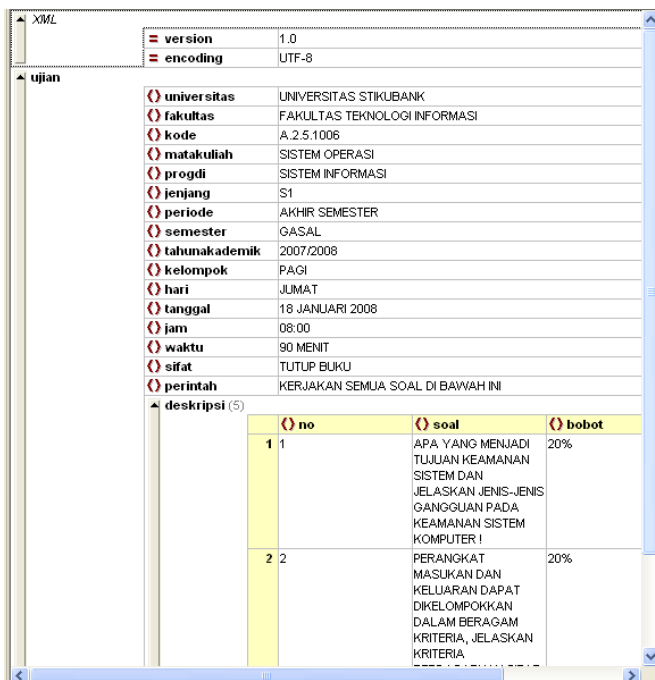 XML
= version 1.0
= encoding UTF-8
ujian
universitas UNIVERSITAS STIKUBANK
fakultas FAKULTAS TEKNOLOGI INFORMASI
kode A.2.5.1006
matakuliah SISTEM OPERASI
progdi SISTEM INFORMASI
jenjang S1
periode AKHIR SEMESTER
semester GASAL
tahunakademik 2007/2008
kelompok PAGI
hari JUMAT
tanggal 18 JANUARI 2008
jam 08:00
waktu 90 MENIT
sifat TUTUP BUKU
perintah KERJAKAN SEMUA SOAL DI BAWAH INI
deskripsi (5)
no soal bobot
1 1 APA YANG MENJADI 20%
TUJUAN KEAMANAN
SISTEM DAN
JELASKAN JENIS-JENIS
GANGGUAN PADA
KEAMANAN SISTEM
KOMPUTER !
2 2 PERANGKAT 20%
MASUKAN DAN
KELUARAN DAPAT
DIKELOMPOKKAN
DALAM BERAGAM
KRITERIA, JELASKAN
KRITERIA